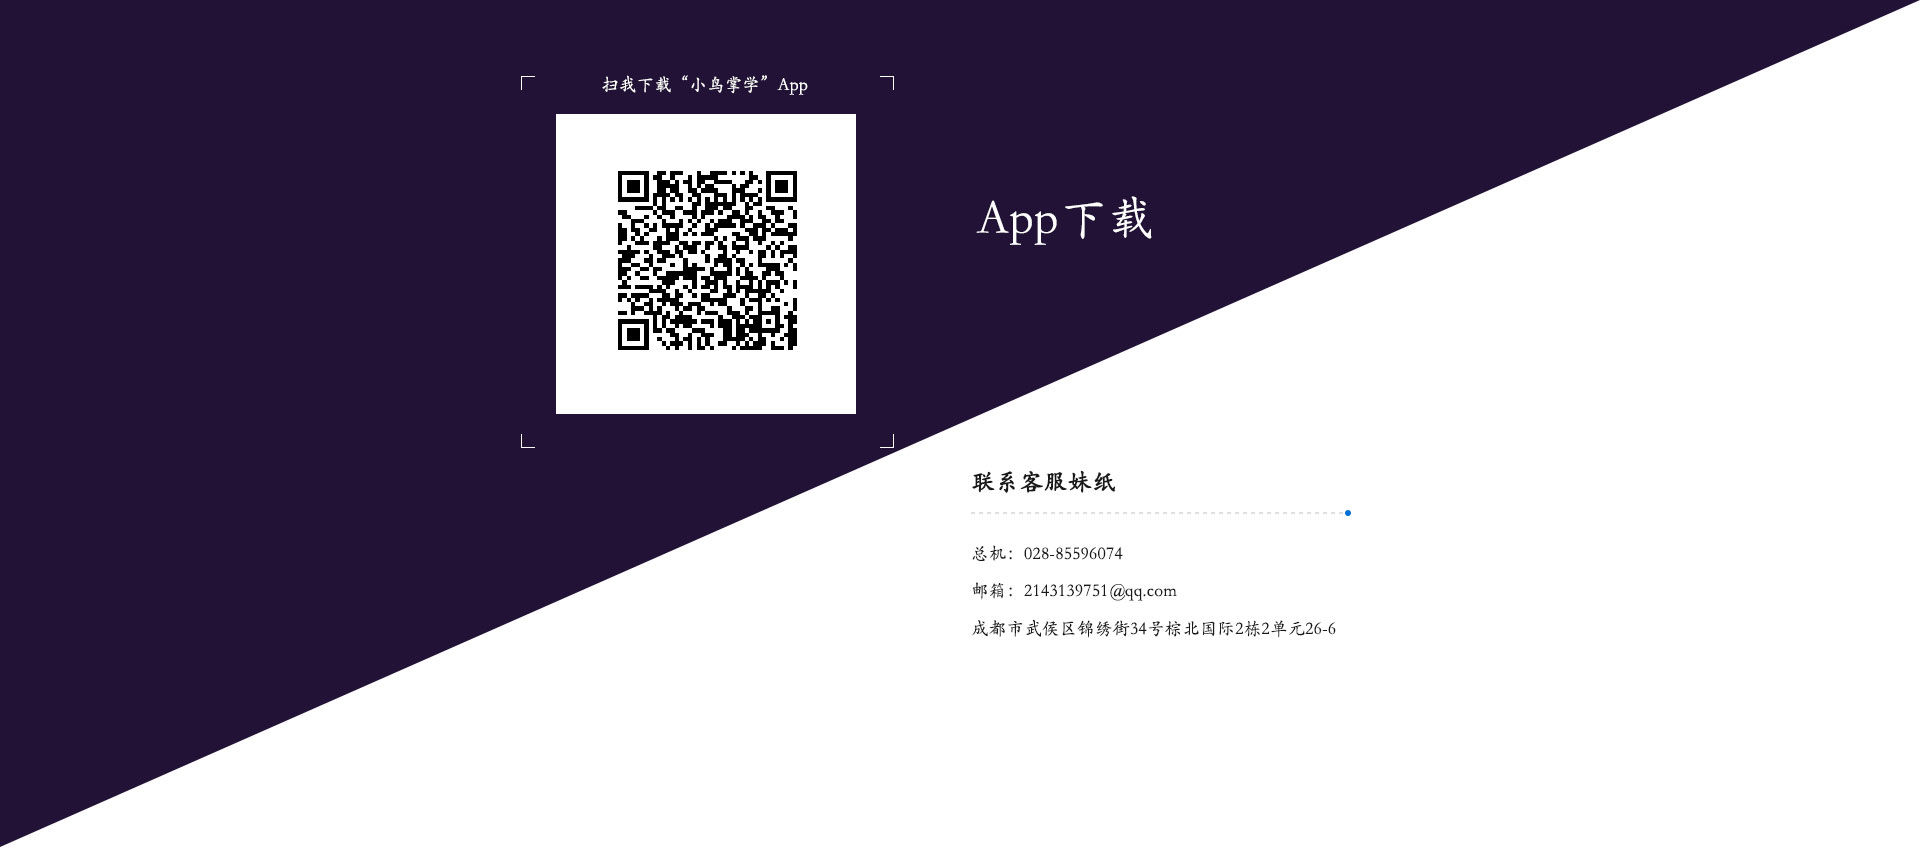 扫我下载“小鸟掌学”App
App下载
联系客服妹纸
总机：028-85596074
邮箱：2143139751@qq.com
成都市武侯区锦绣街34号棕北国际2栋2单元26-6